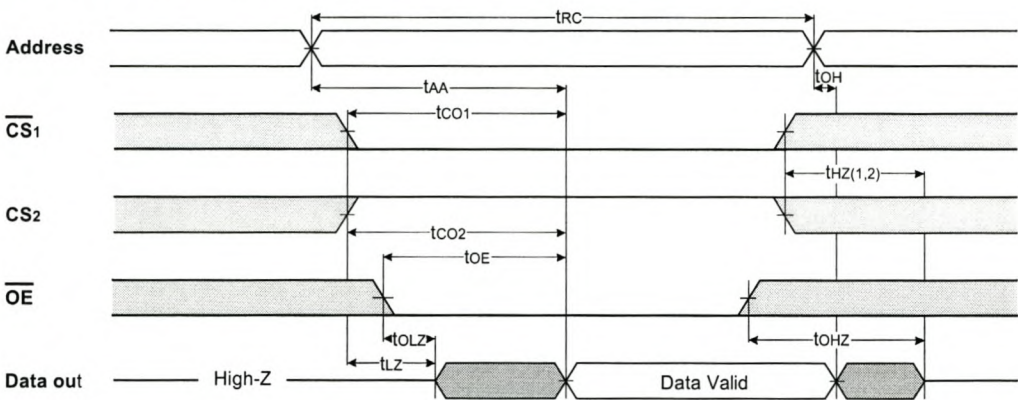 tRC
Address
tOH
tAA
tCO1
CS1
tHZ(1,2)
CS2
tCO2
tOE
OE
tOLZ
tOHZ
tLZ
Data out
High-Z
Data Valid